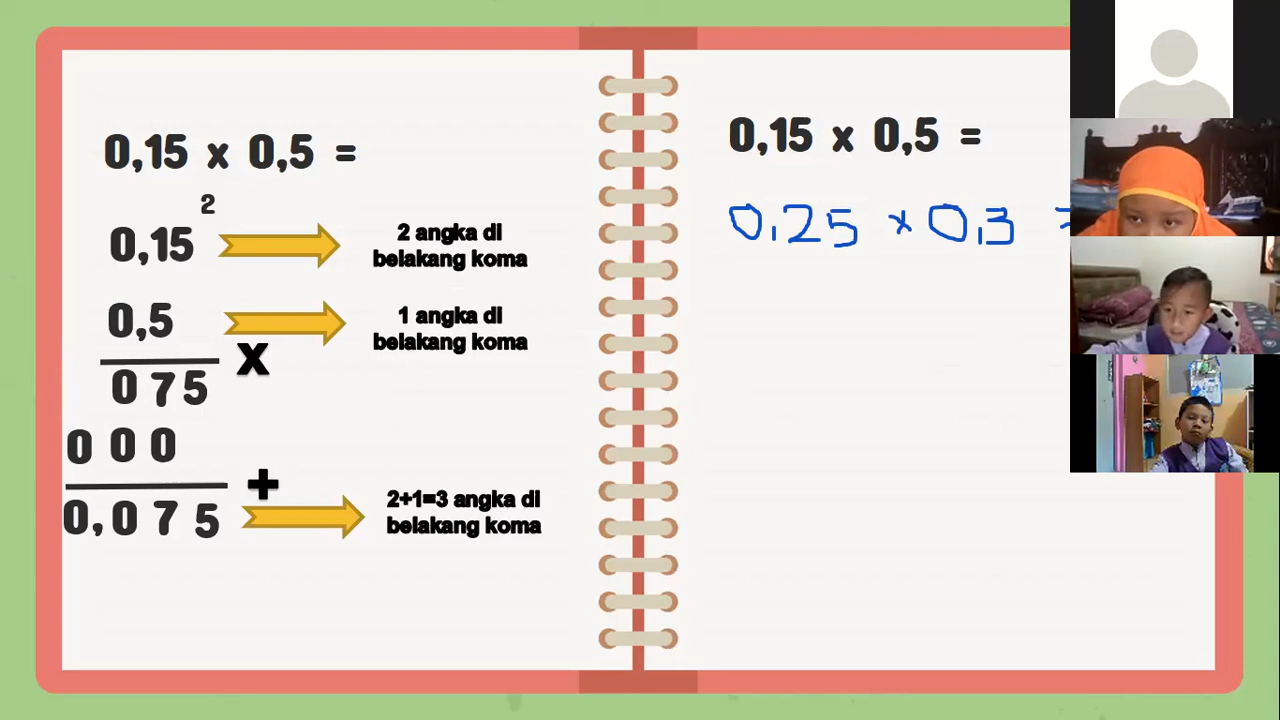 0,15 x 0,5 =
2
0,15
2 angka di
belakang koma
0,5
1 angka di
belakang koma
x
0 7 5
0 0 0
+
0,0 7 5
2+1=3 angka di
belakang koma
0,15 x 0,5 =
0,25 x 0,3 =